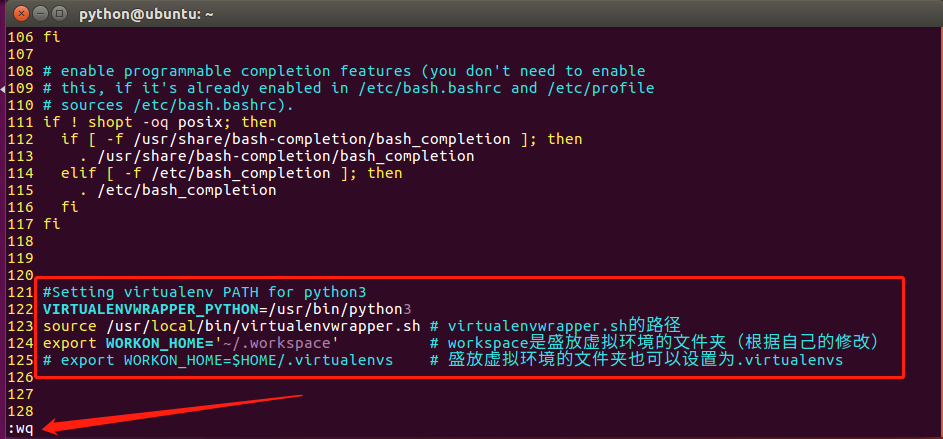 python@ubuntu: ~
106 fi
107
108 # enable programmable completion features (you don't need to enable
109 # this, if it's already enabled in /etc/bash.bashrc and /etc/profile
110 # sources /etc/bash.bashrc).
111 if ! shopt -oq posix; then
112   if [ -f /usr/share/bash-completion/bash_completion ]; then
113     . /usr/share/bash-completion/bash_completion
114   elif [ -f /etc/bash_completion ]; then
115     . /etc/bash_completion
116   fi
117 fi
118
119
120
121 #Setting virtualenv PATH for python3
122 VIRTUALENVWRAPPER_PYTHON=/usr/bin/python3
123 source /usr/local/bin/virtualenvwrapper.sh # virtualenvwrapper.sh的路径
124 export WORKON_HOME='~/.workspace'          # workspace是盛放虚拟环境的文件夹（根据自己的修改）
125 # export WORKON_HOME=$HOME/.virtualenvs    # 盛放虚拟环境的文件夹也可以设置为.virtualenvs
126
127
128
:wq